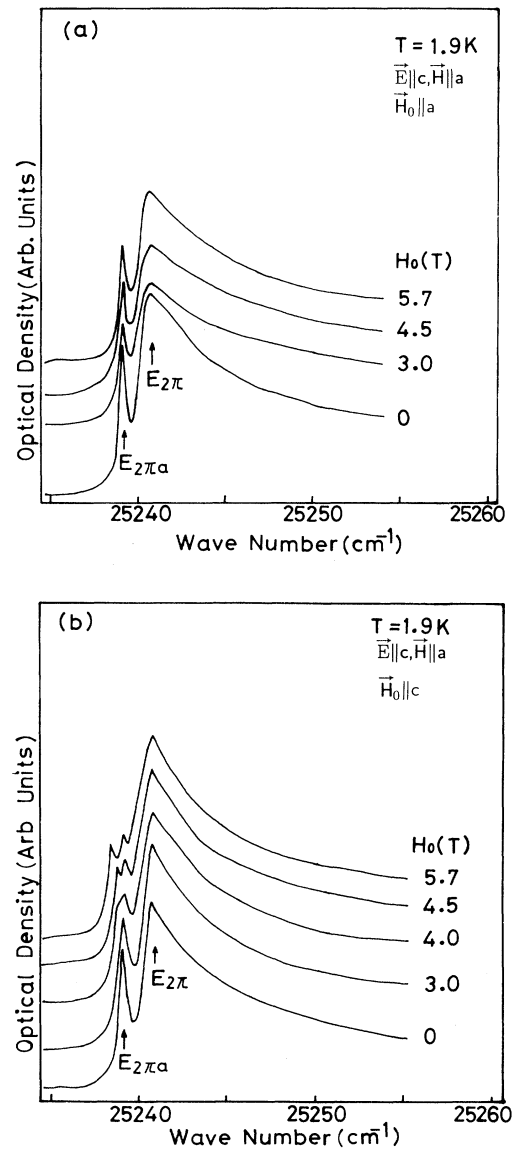 (a)
T = 1.9K
E||c,H||a
H₀||a
Optical Density (Arb. Units)
H₀(T)
5.7
4.5
3.0
0
E₂π
E₂πa
25240 25250 25260
Wave Number (cm⁻¹)
(b)
T = 1.9K
E||c,H||a
H₀||c
Optical Density (Arb Units)
H₀(T)
5.7
4.5
4.0
3.0
0
E₂π
E₂πa
25240 25250 25260
Wave Number (cm⁻¹)